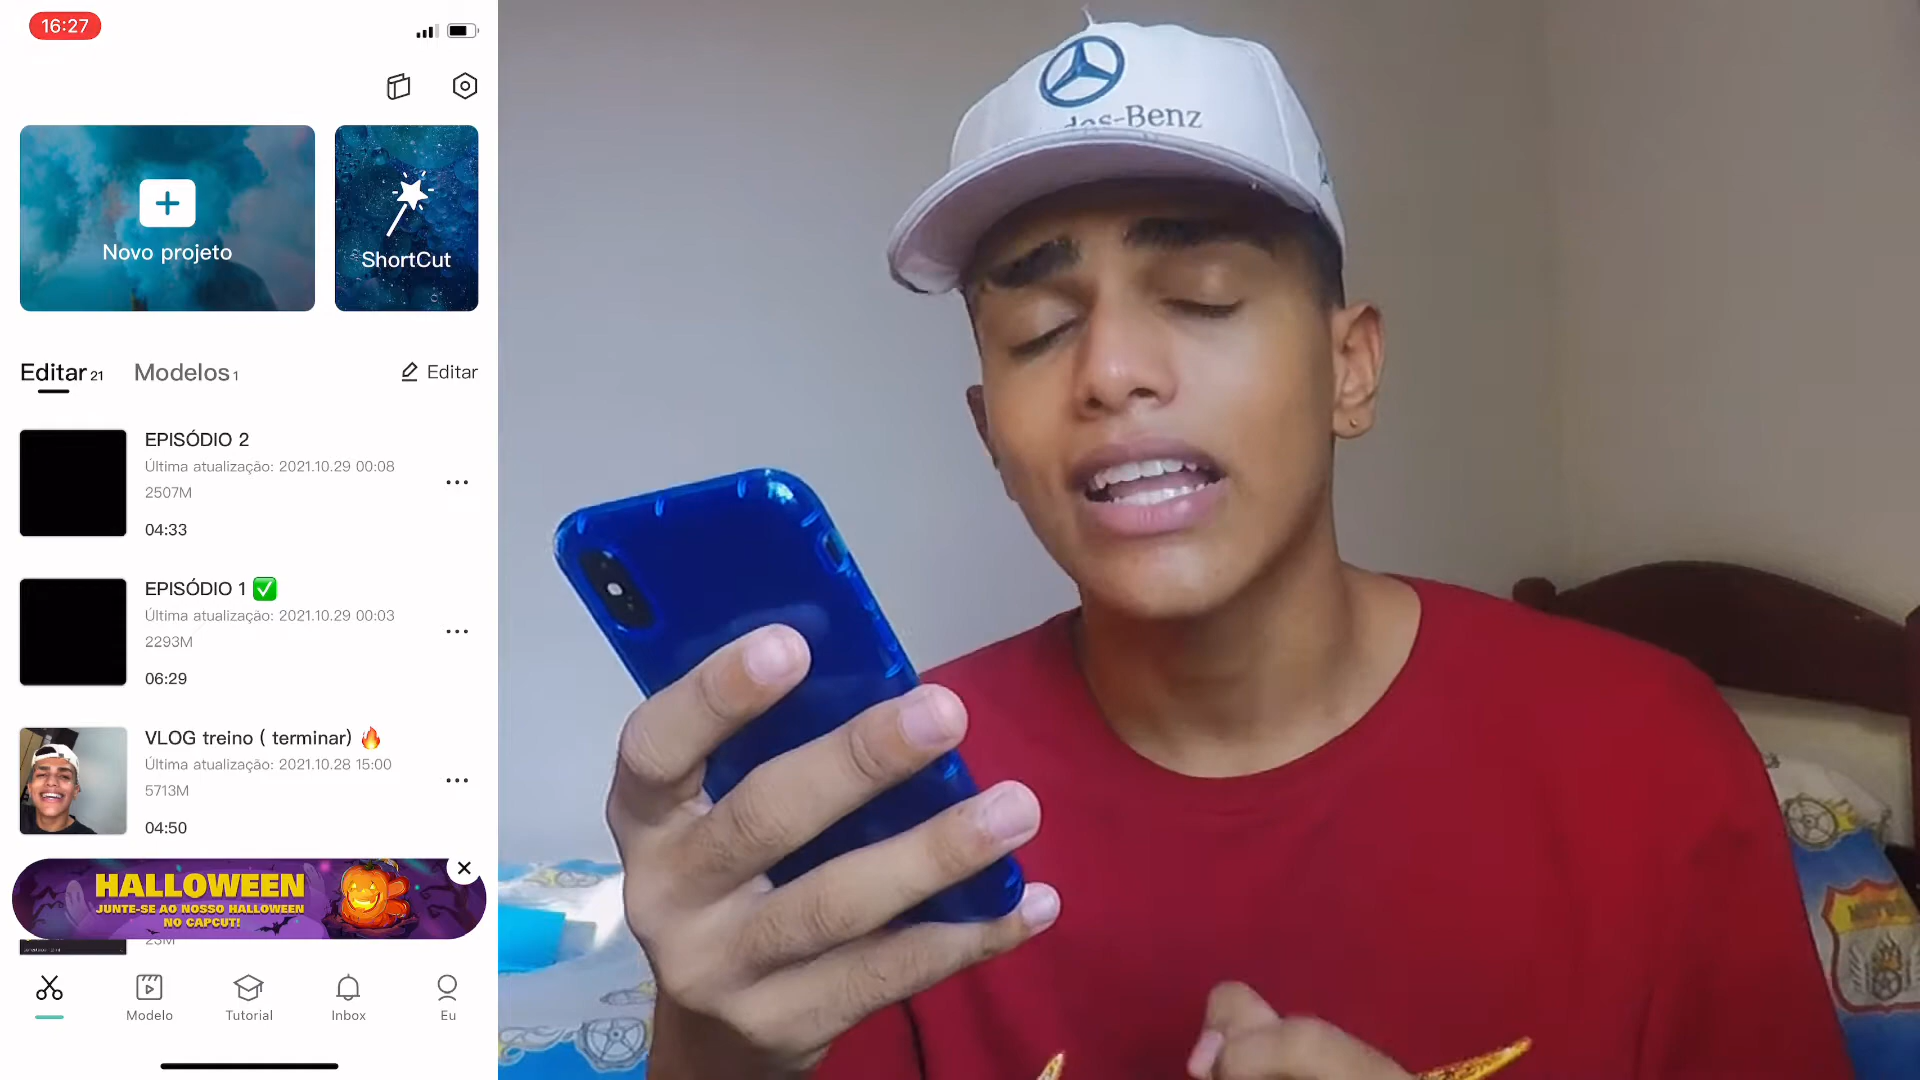 16:27
Novo projeto
ShortCut
Editar 21
Modelos 1
Editar
EPISÓDIO 2
Última atualização: 2021.10.29 00:08
2507M
04:33
EPISÓDIO 1 ✅
Última atualização: 2021.10.29 00:03
2293M
06:29
VLOG treino ( terminar) 🔥
Última atualização: 2021.10.28 15:00
5713M
04:50
HALLOWEEN
JUNTE-SE AO NOSSO HALLOWEEN
NO CAPCUT!
23M
Modelo
Tutorial
Inbox
Eu
des-Benz